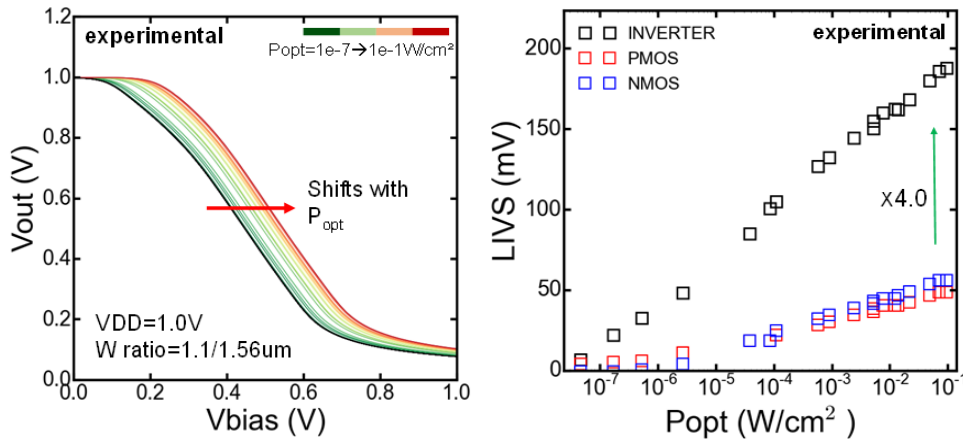 experimental
Popt=1e-7→1e-1W/cm²
Shifts with
Popt
VDD=1.0V
W ratio=1.1/1.56um
Vout (V)
1.2
1.0
0.8
0.6
0.4
0.2
0.0
0.0 0.2 0.4 0.6 0.8 1.0
Vbias (V)
experimental
INVERTER
PMOS
NMOS
x4.0
LIVS (mV)
200
150
100
50
0
10⁻⁷ 10⁻⁶ 10⁻⁵ 10⁻⁴ 10⁻³ 10⁻² 10⁻¹
Popt (W/cm²)